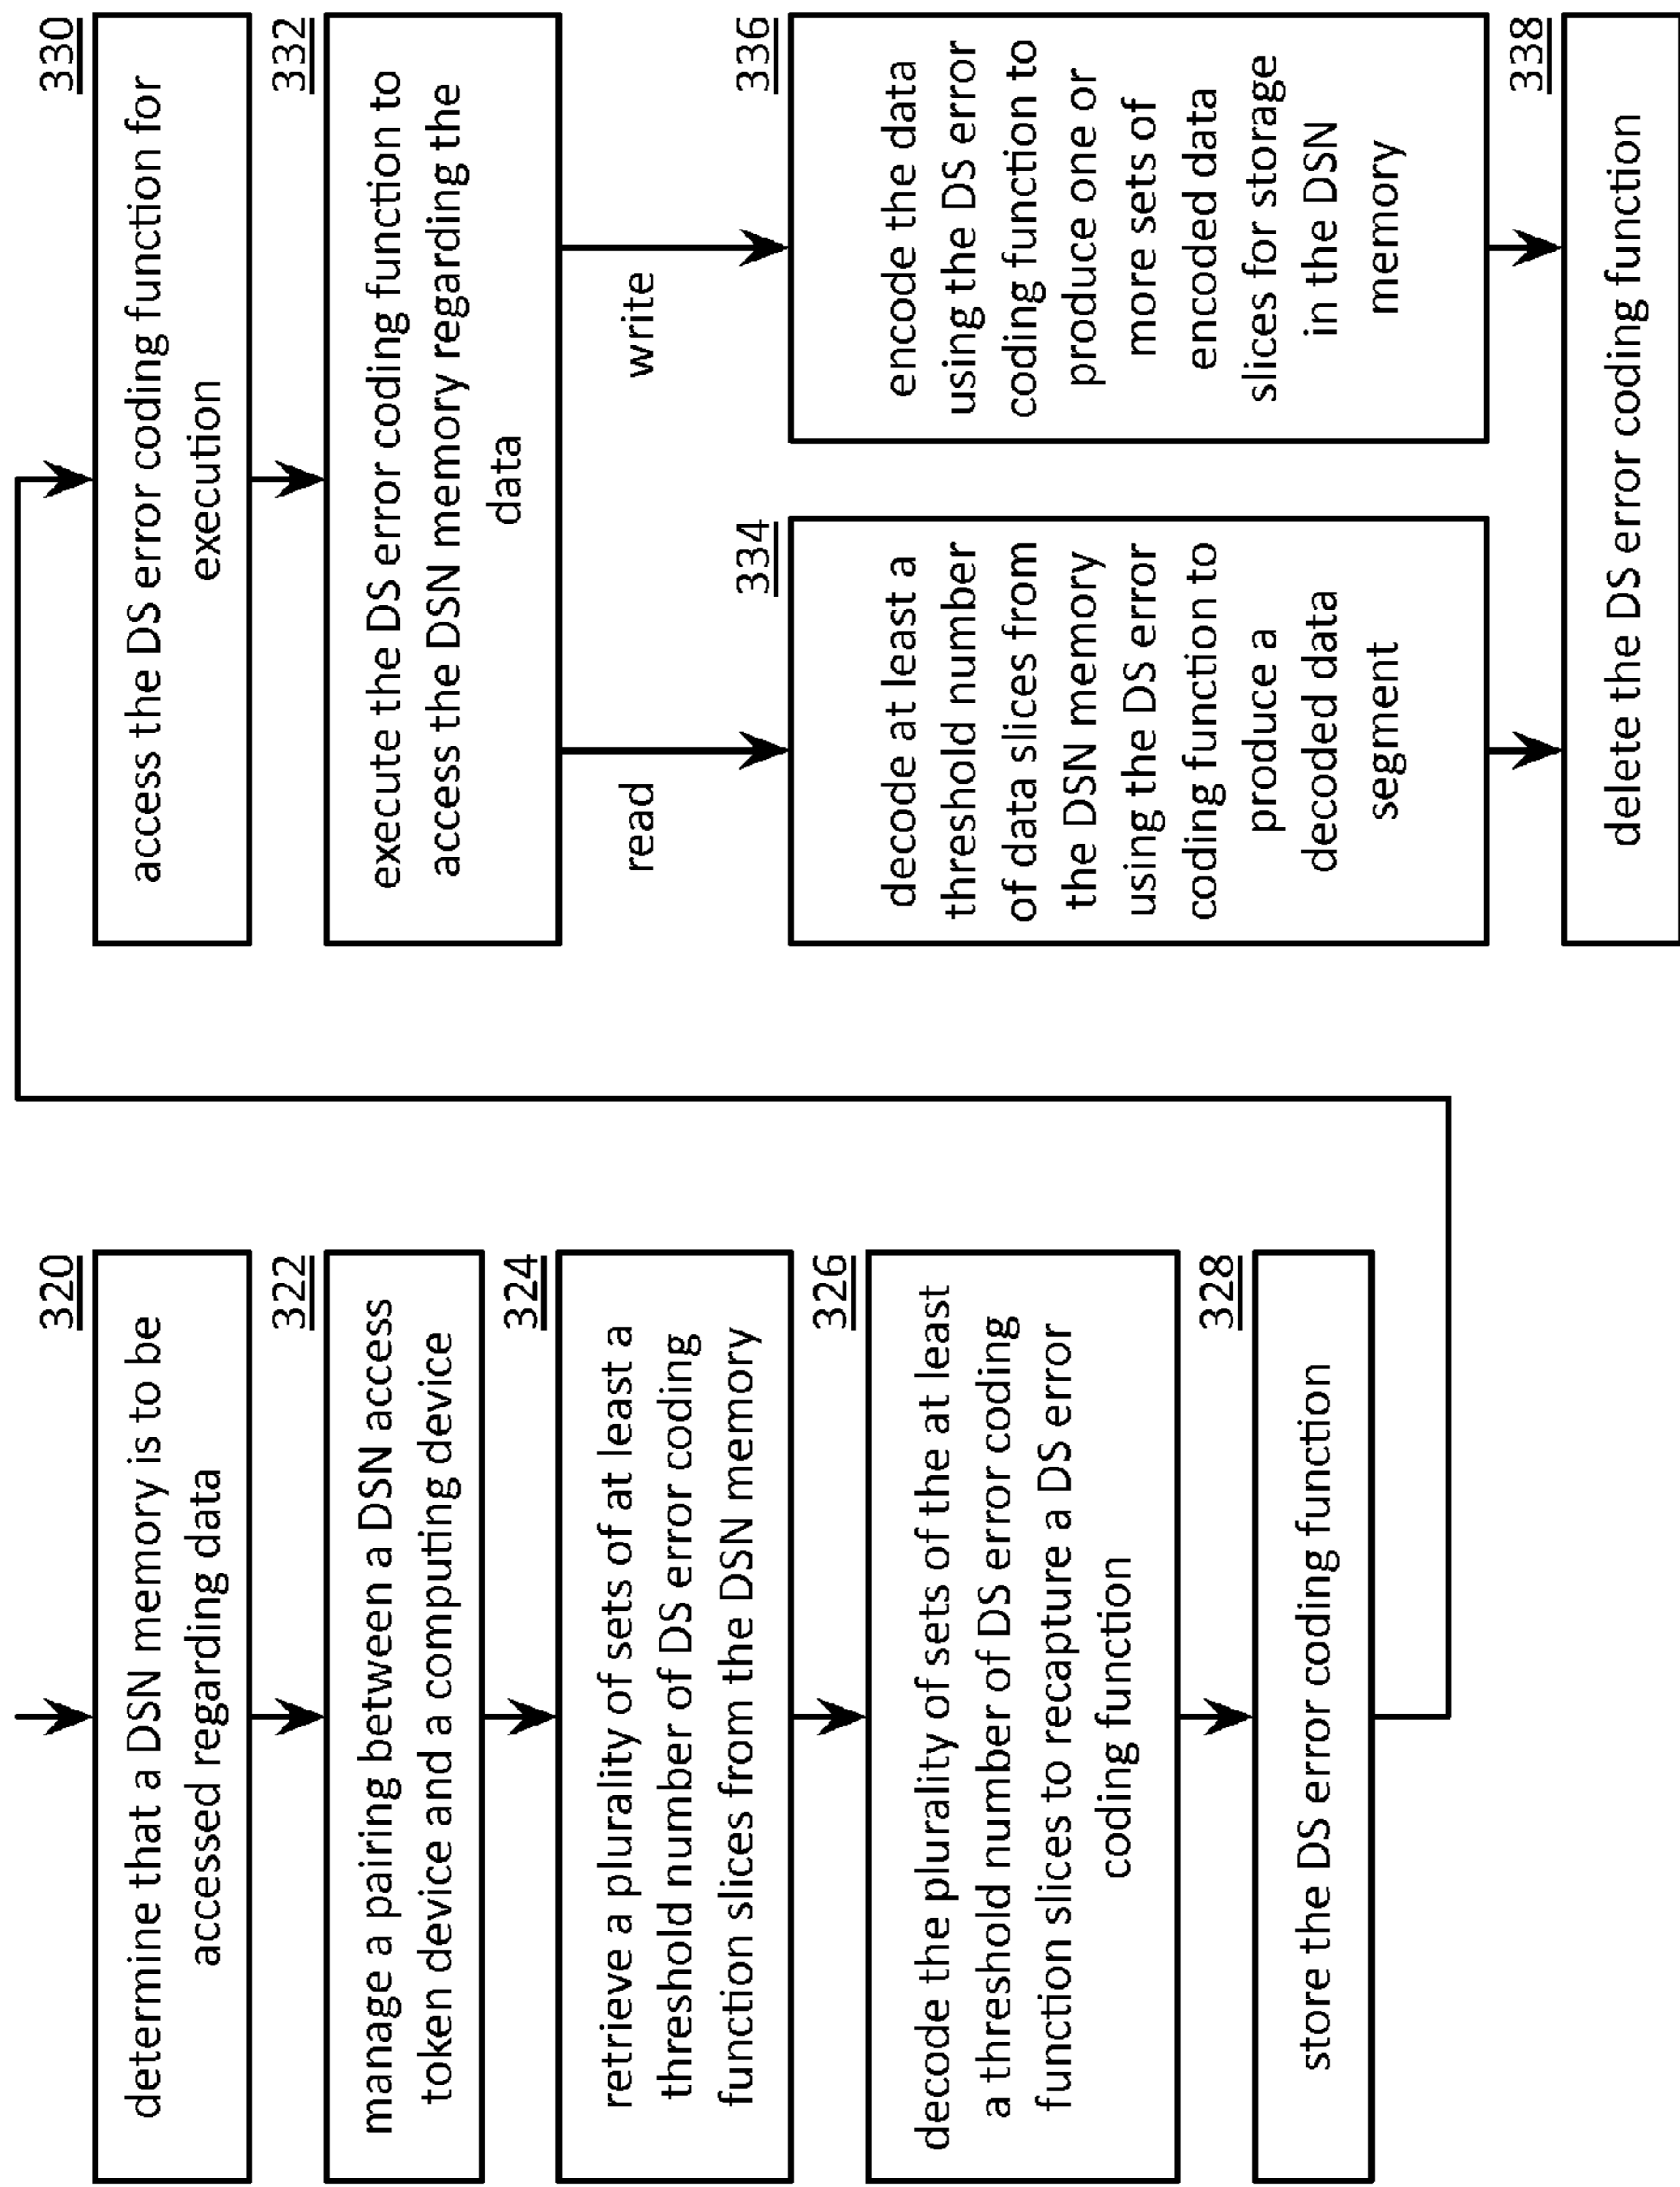 320
determine that a DSN memory is to be
accessed regarding data
322
manage a pairing between a DSN access
token device and a computing device
324
retrieve a plurality of sets of at least a
threshold number of DS error coding
function slices from the DSN memory
326
decode the plurality of sets of the at least
a threshold number of DS error coding
function slices to recapture a DS error
coding function
328
store the DS error coding function
330
access the DS error coding function for
execution
332
execute the DS error coding function to
access the DSN memory regarding the
data
read
write
334
decode at least a
threshold number
of data slices from
the DSN memory
using the DS error
coding function to
produce a
decoded data
segment
336
encode the data
using the DS error
coding function to
produce one or
more sets of
encoded data
slices for storage
in the DSN
memory
338
delete the DS error coding function